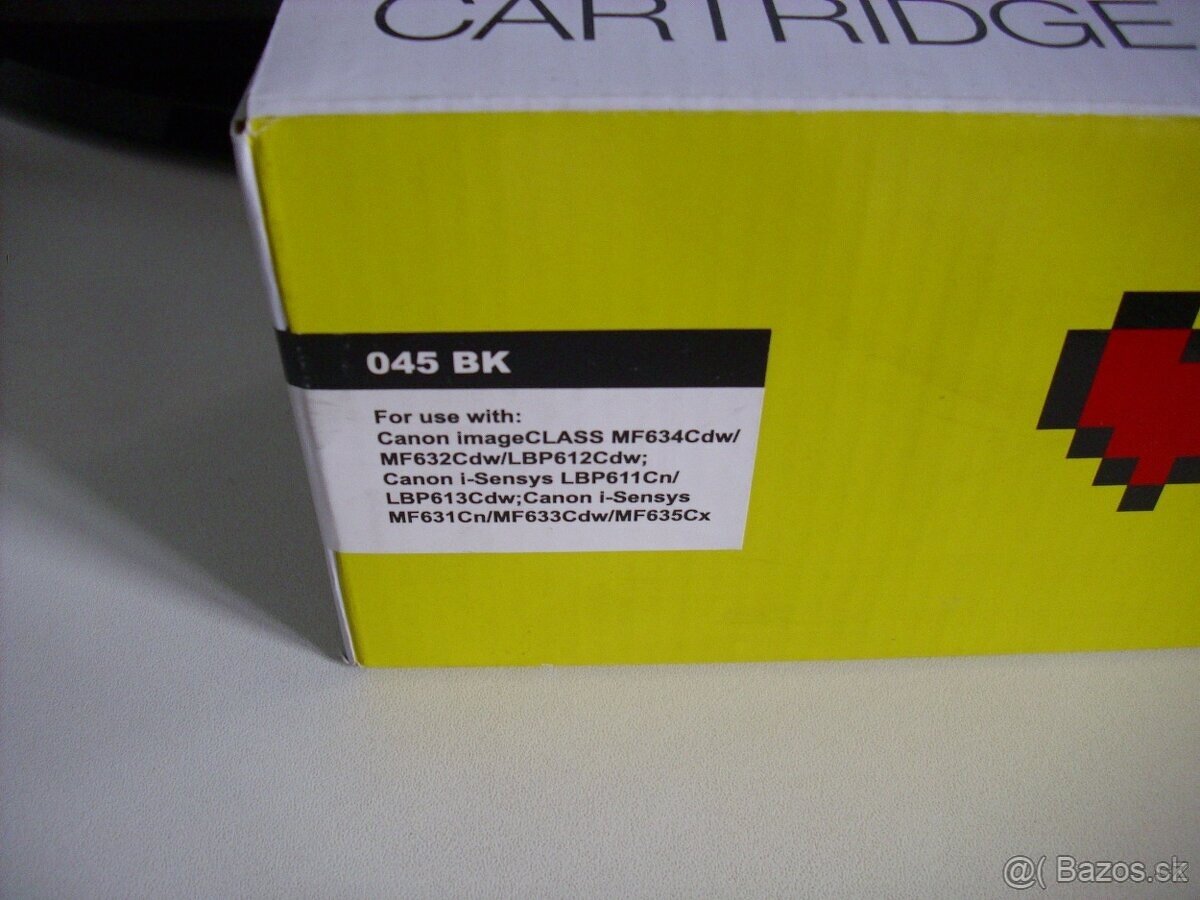 CARTRIDGE
045 BK
For use with:
Canon imageCLASS MF634Cdw/
MF632Cdw/LBP612Cdw;
Canon i-Sensys LBP611Cn/
LBP613Cdw;Canon i-Sensys
MF631Cn/MF633Cdw/MF635Cx
@( Bazos.sk